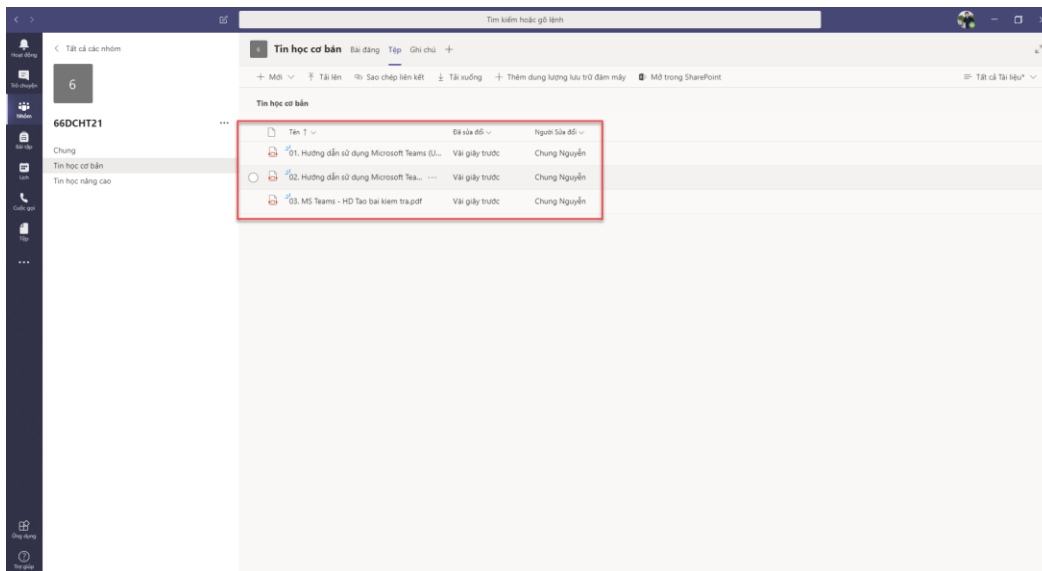 Tìm kiếm hoặc gõ lệnh
Hoạt động
Trò chuyện
Nhóm
Bài tập
Lịch
Cuộc gọi
Tệp
Ứng dụng
Trợ giúp
Tất cả các nhóm
6
66DCHT21
Chung
Tin học cơ bản
Tin học nâng cao
6 Tin học cơ bản Bài đăng Tệp Ghi chú
Mới Tải lên Sao chép liên kết Tải xuống Thêm dung lượng lưu trữ đám mây Mở trong SharePoint Tất cả Tài liệu*
Tin học cơ bản
Tên Đã sửa đổi Người Sửa đổi
01. Hướng dẫn sử dụng Microsoft Teams (U... Vài giây trước Chung Nguyễn
02. Hướng dẫn sử dụng Microsoft Tea... Vài giây trước Chung Nguyễn
03. MS Teams - HD Tao bai kiem tra.pdf Vài giây trước Chung Nguyễn